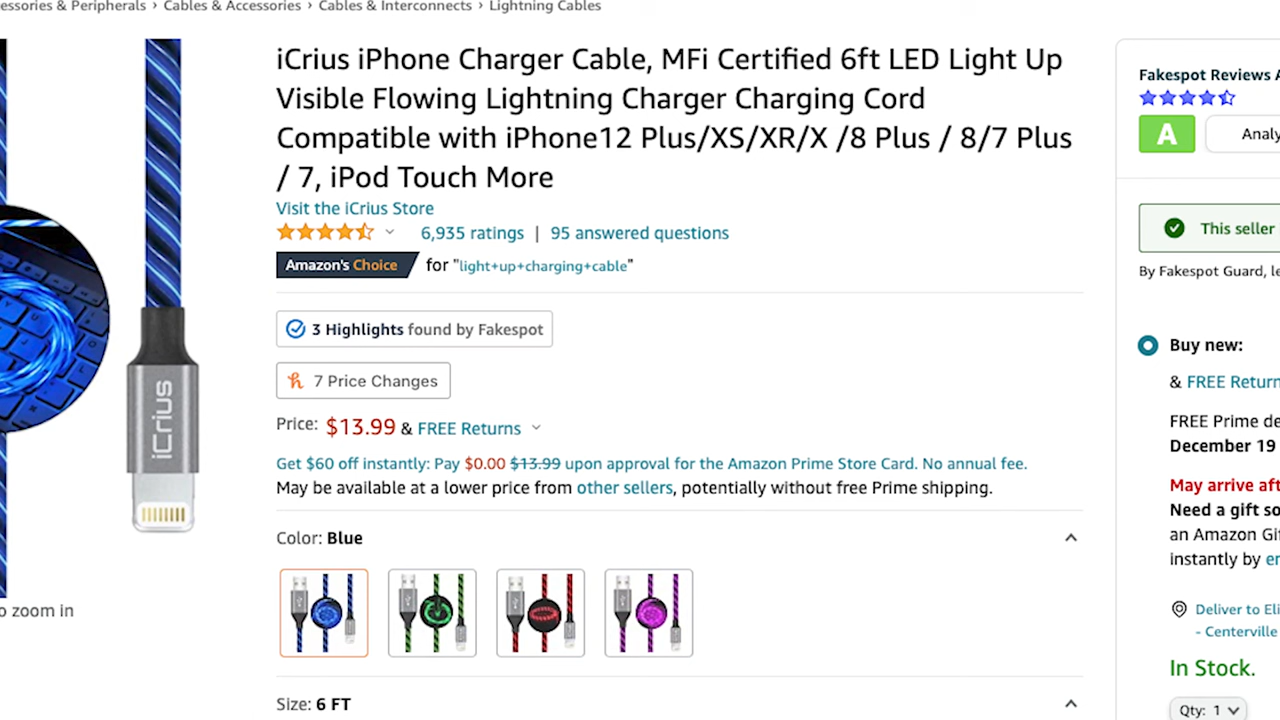 essories & Peripherals › Cables & Accessories › Cables & Interconnects › Lightning Cables
iCrius iPhone Charger Cable, MFi Certified 6ft LED Light Up
Visible Flowing Lightning Charger Charging Cord
Compatible with iPhone12 Plus/XS/XR/X /8 Plus / 8/7 Plus
/ 7, iPod Touch More
Visit the iCrius Store
6,935 ratings | 95 answered questions
Amazon's Choice for "light+up+charging+cable"
3 Highlights found by Fakespot
7 Price Changes
Price: $13.99 & FREE Returns
Get $60 off instantly: Pay $0.00 $13.99 upon approval for the Amazon Prime Store Card. No annual fee.
May be available at a lower price from other sellers, potentially without free Prime shipping.
Color: Blue
Size: 6 FT
iCrius
o zoom in
Fakespot Reviews A
A Analy
This seller
By Fakespot Guard, le
Buy new:
& FREE Return
FREE Prime de
December 19
May arrive aft
Need a gift so
an Amazon Gi
instantly by e
Deliver to Eli
- Centerville
In Stock.
Qty: 1